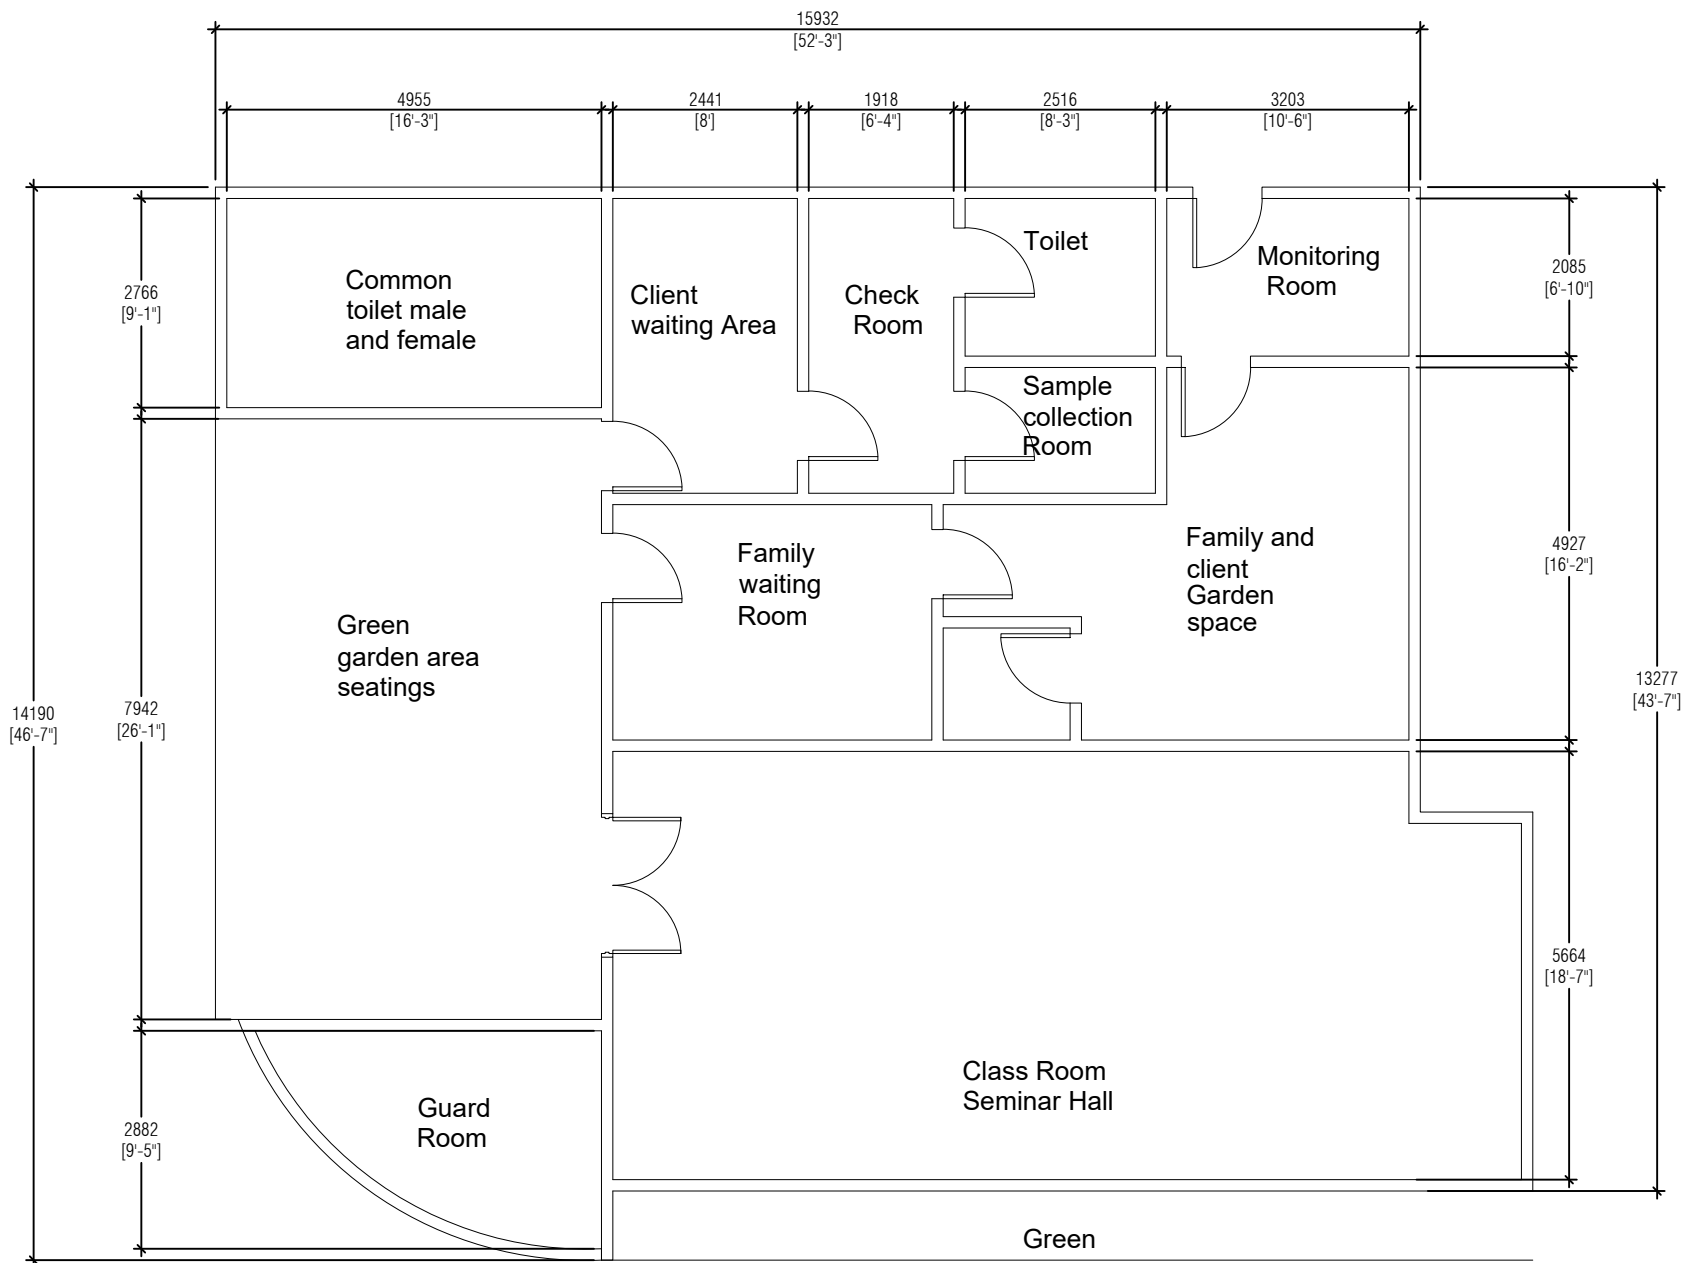 15932
[52'-3"]
4955
[16'-3"]
2441
[8']
1918
[6'-4"]
2516
[8'-3"]
3203
[10'-6"]
Common
toilet male
and female
Client
waiting Area
Check
Room
Toilet
Monitoring
Room
2766
[9'-1"]
2085
[6'-10"]
Sample
collection
Room
Family
waiting
Room
Family and
client
Garden
space
4927
[16'-2"]
Green
garden area
seatings
14190
[46'-7"]
7942
[26'-1"]
13277
[43'-7"]
5664
[18'-7"]
Class Room
Seminar Hall
Guard
Room
2882
[9'-5"]
Green